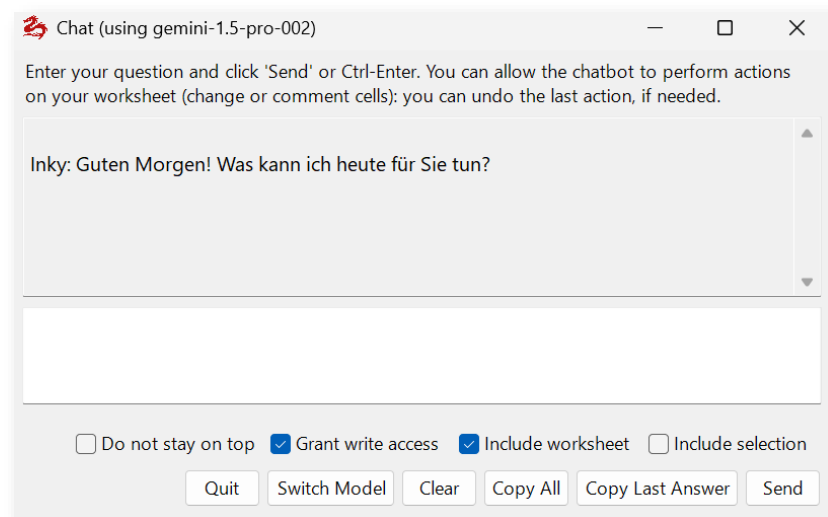 Chat (using gemini-1.5-pro-002)
Enter your question and click 'Send' or Ctrl-Enter. You can allow the chatbot to perform actions
on your worksheet (change or comment cells): you can undo the last action, if needed.
Inky: Guten Morgen! Was kann ich heute für Sie tun?
Do not stay on top Grant write access Include worksheet Include selection
Quit Switch Model Clear Copy All Copy Last Answer Send